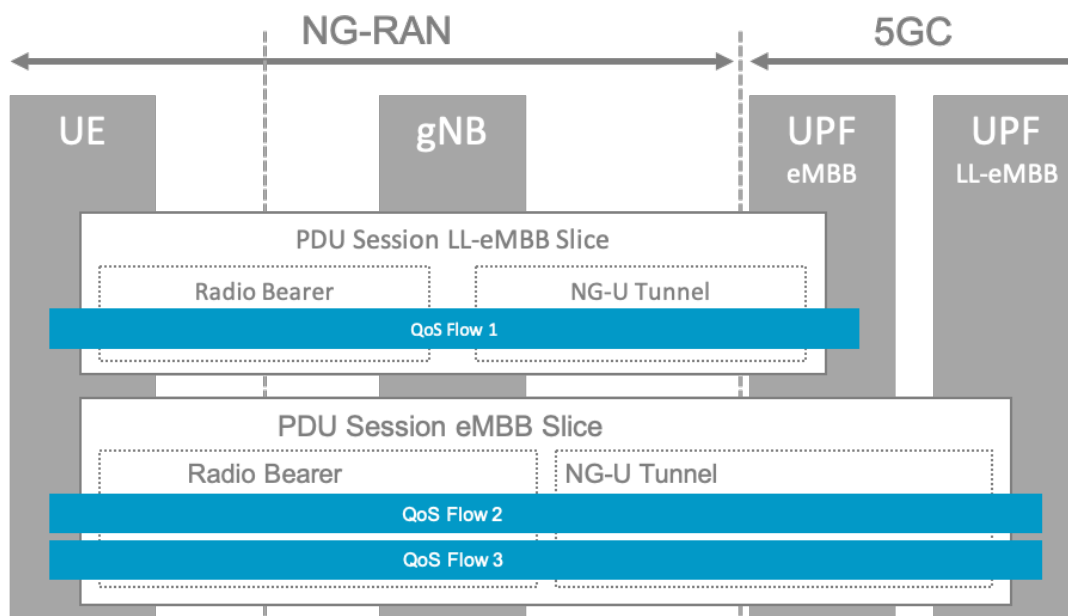 NG-RAN
5GC
UE
gNB
UPF
eMBB
UPF
LL-eMBB
PDU Session LL-eMBB Slice
Radio Bearer
NG-U Tunnel
QoS Flow 1
PDU Session eMBB Slice
Radio Bearer
NG-U Tunnel
QoS Flow 2
QoS Flow 3